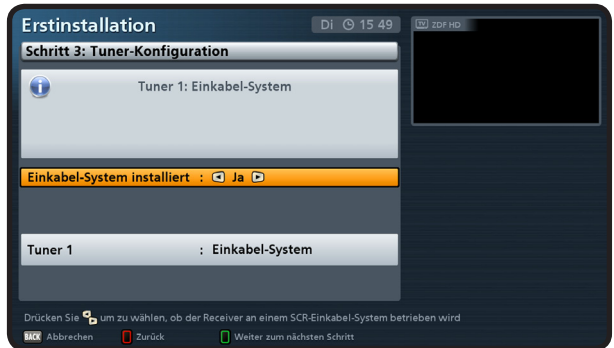 Erstinstallation
Di 15 49
TV ZDF HD
Schritt 3: Tuner-Konfiguration
Tuner 1: Einkabel-System
Einkabel-System installiert : Ja
Tuner 1 : Einkabel-System
Drücken Sie um zu wählen, ob der Receiver an einem SCR-Einkabel-System betrieben wird
BACK Abbrechen Zurück Weiter zum nächsten Schritt